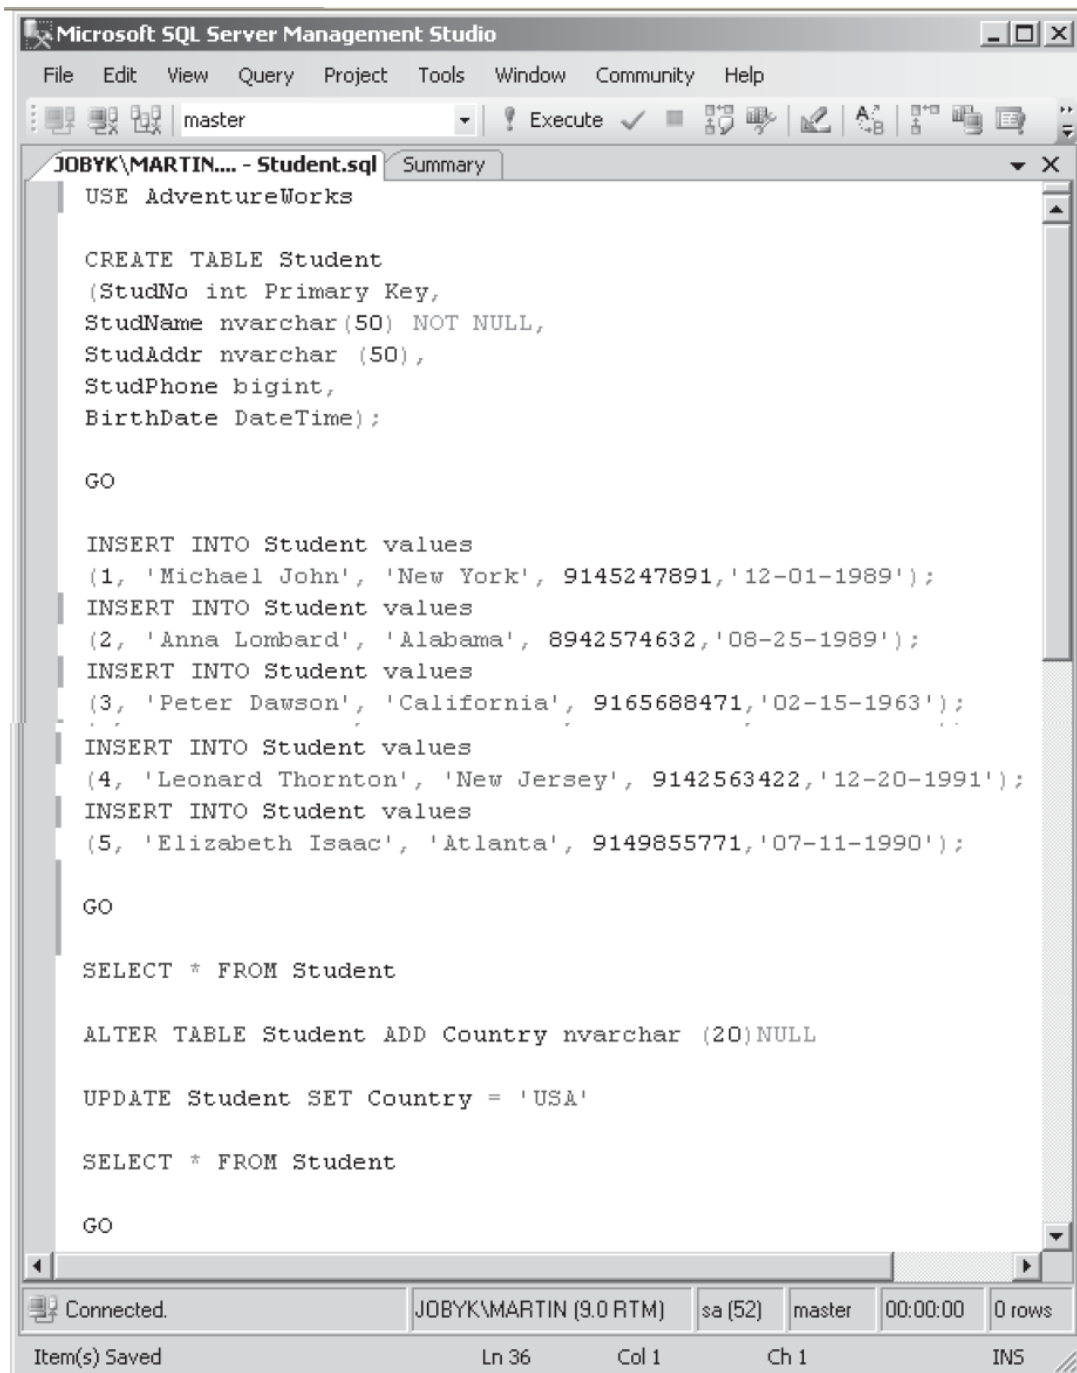 Microsoft SQL Server Management Studio
File Edit View Query Project Tools Window Community Help
master Execute
JOBYK\MARTIN.... - Student.sql Summary
USE AdventureWorks
CREATE TABLE Student
(StudNo int Primary Key,
StudName nvarchar(50) NOT NULL,
StudAddr nvarchar (50),
StudPhone bigint,
BirthDate DateTime);
GO
INSERT INTO Student values
(1, 'Michael John', 'New York', 9145247891,'12-01-1989');
INSERT INTO Student values
(2, 'Anna Lombard', 'Alabama', 8942574632,'08-25-1989');
INSERT INTO Student values
(3, 'Peter Dawson', 'California', 9165688471,'02-15-1963');
INSERT INTO Student values
(4, 'Leonard Thornton', 'New Jersey', 9142563422,'12-20-1991');
INSERT INTO Student values
(5, 'Elizabeth Isaac', 'Atlanta', 9149855771,'07-11-1990');
GO
SELECT * FROM Student
ALTER TABLE Student ADD Country nvarchar (20)NULL
UPDATE Student SET Country = 'USA'
SELECT * FROM Student
GO
Connected. JOBYK\MARTIN (9.0 RTM) sa (52) master 00:00:00 0 rows
Item(s) Saved Ln 36 Col 1 Ch 1 INS